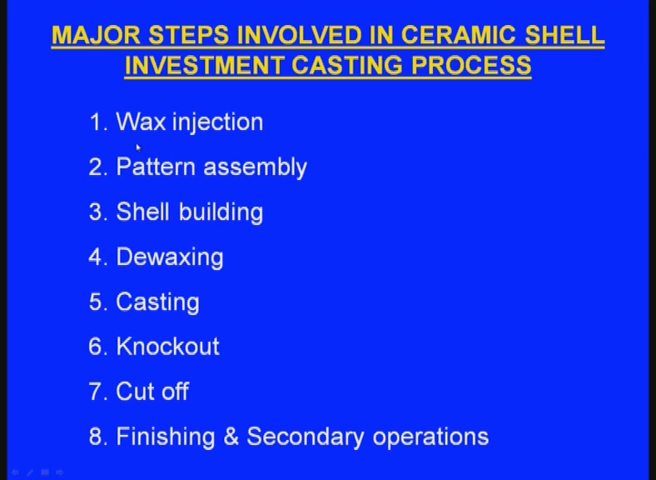 MAJOR STEPS INVOLVED IN CERAMIC SHELL
INVESTMENT CASTING PROCESS
1. Wax injection
2. Pattern assembly
3. Shell building
4. Dewaxing
5. Casting
6. Knockout
7. Cut off
8. Finishing & Secondary operations